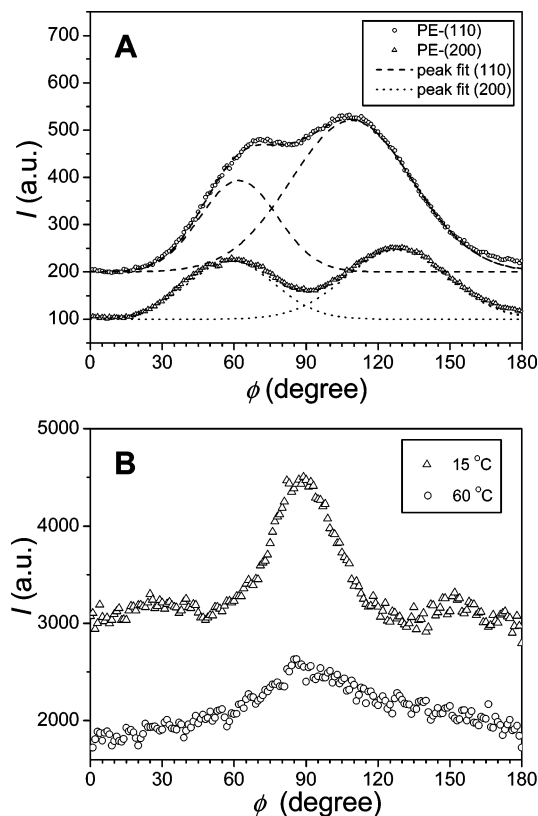 A
PE-(110)
PE-(200)
peak fit (110)
peak fit (200)
700
600
500
400
300
200
100
I (a.u.)
0 30 60 90 120 150 180
ϕ (degree)
B
15 °C
60 °C
5000
4000
3000
2000
I (a.u.)
0 30 60 90 120 150 180
ϕ (degree)